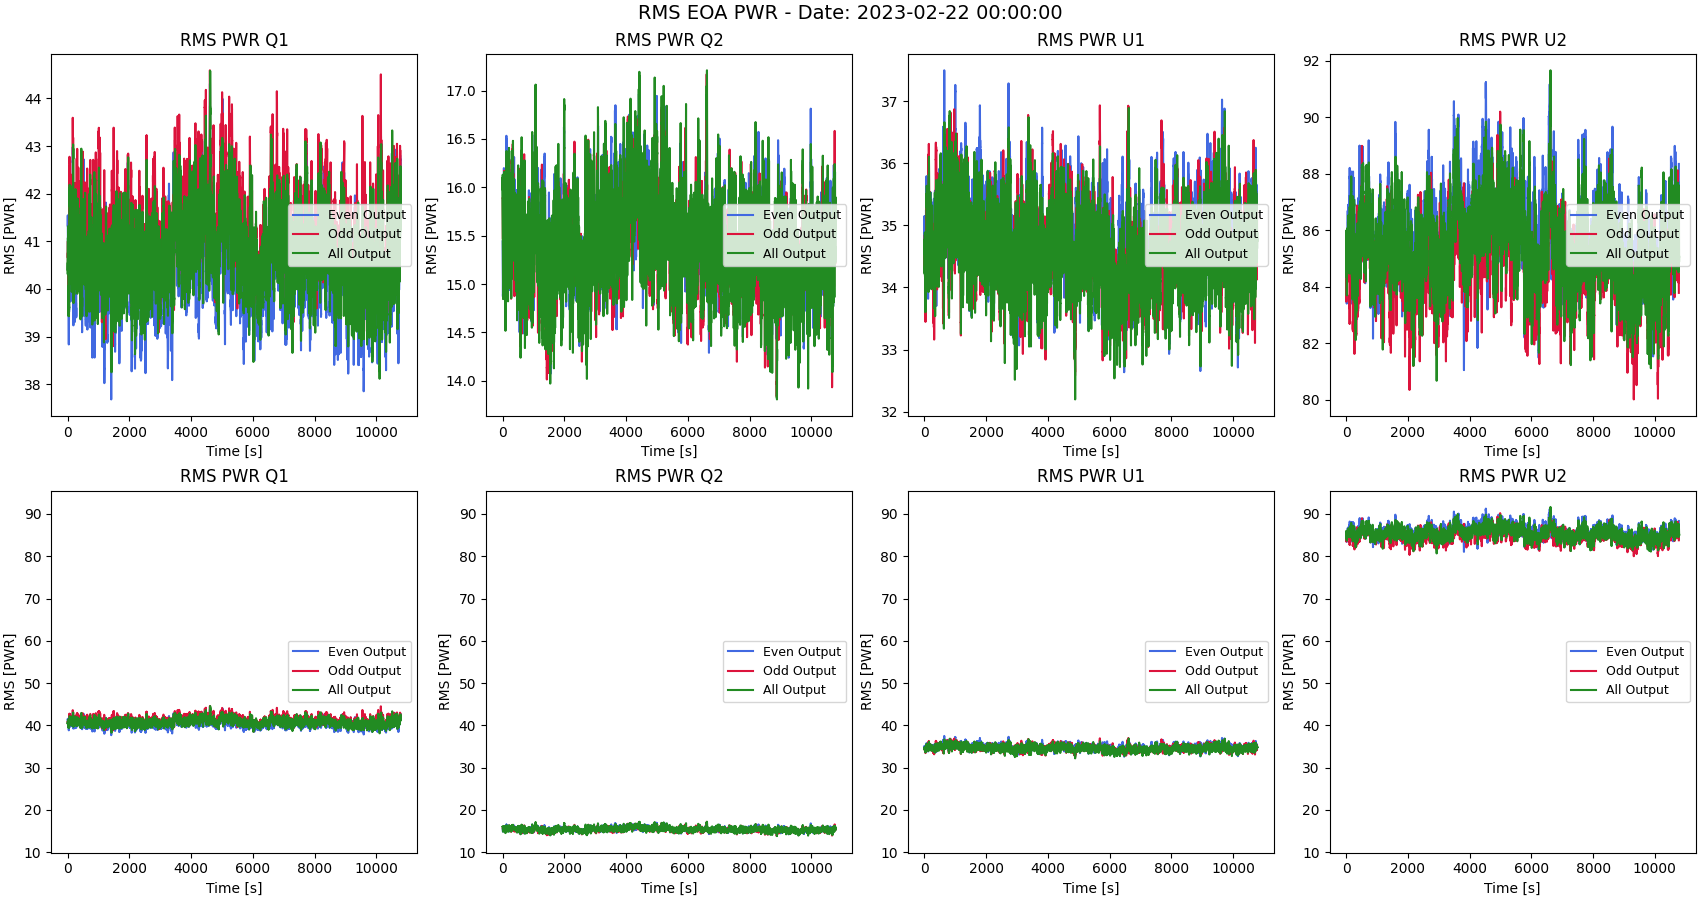 RMS EOA PWR - Date: 2023-02-22 00:00:00
RMS PWR Q1
RMS [PWR]
44
43
42
41
40
39
38
0 2000 4000 6000 8000 10000
Time [s]
Even Output
Odd Output
All Output
RMS PWR Q2
RMS [PWR]
17.0
16.5
16.0
15.5
15.0
14.5
14.0
0 2000 4000 6000 8000 10000
Time [s]
Even Output
Odd Output
All Output
RMS PWR U1
RMS [PWR]
37
36
35
34
33
32
0 2000 4000 6000 8000 10000
Time [s]
Even Output
Odd Output
All Output
RMS PWR U2
RMS [PWR]
92
90
88
86
84
82
80
0 2000 4000 6000 8000 10000
Time [s]
Even Output
Odd Output
All Output
RMS PWR Q1
RMS [PWR]
90
80
70
60
50
40
30
20
10
0 2000 4000 6000 8000 10000
Time [s]
Even Output
Odd Output
All Output
RMS PWR Q2
RMS [PWR]
90
80
70
60
50
40
30
20
10
0 2000 4000 6000 8000 10000
Time [s]
Even Output
Odd Output
All Output
RMS PWR U1
RMS [PWR]
90
80
70
60
50
40
30
20
10
0 2000 4000 6000 8000 10000
Time [s]
Even Output
Odd Output
All Output
RMS PWR U2
RMS [PWR]
90
80
70
60
50
40
30
20
10
0 2000 4000 6000 8000 10000
Time [s]
Even Output
Odd Output
All Output